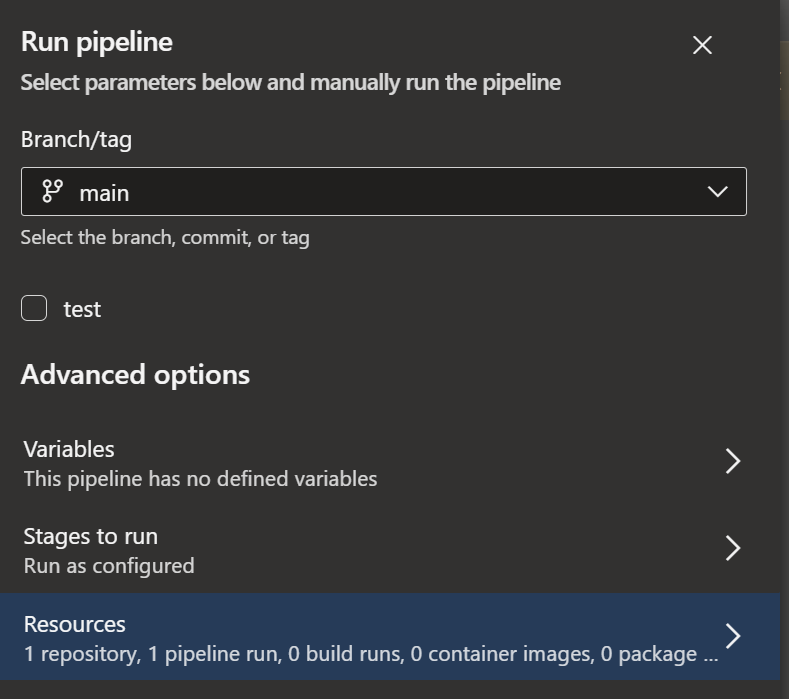 Run pipeline
Select parameters below and manually run the pipeline
Branch/tag
main
Select the branch, commit, or tag
test
Advanced options
Variables
This pipeline has no defined variables
Stages to run
Run as configured
Resources
1 repository, 1 pipeline run, 0 build runs, 0 container images, 0 package ...